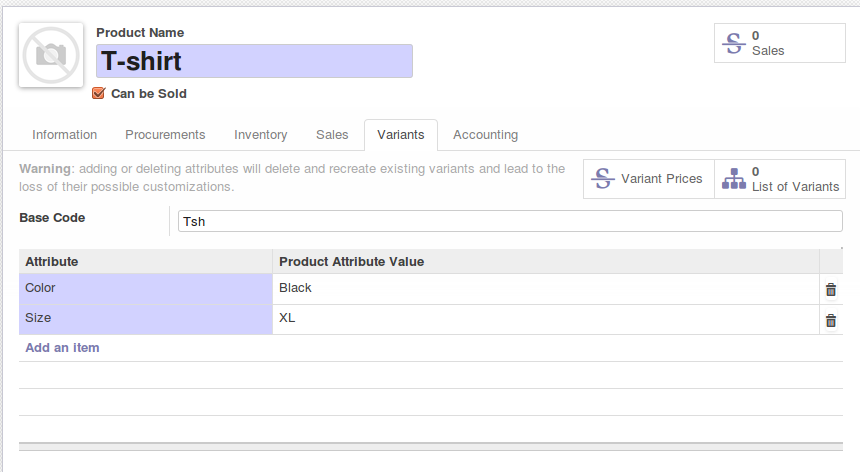 Product Name
0
Sales
T-shirt
Can be Sold
Information Procurements Inventory Sales Variants Accounting
Warning: adding or deleting attributes will delete and recreate existing variants and lead to the
loss of their possible customizations.
Variant Prices
0
List of Variants
Base Code Tsh
Attribute Product Attribute Value
Color Black
Size XL
Add an item